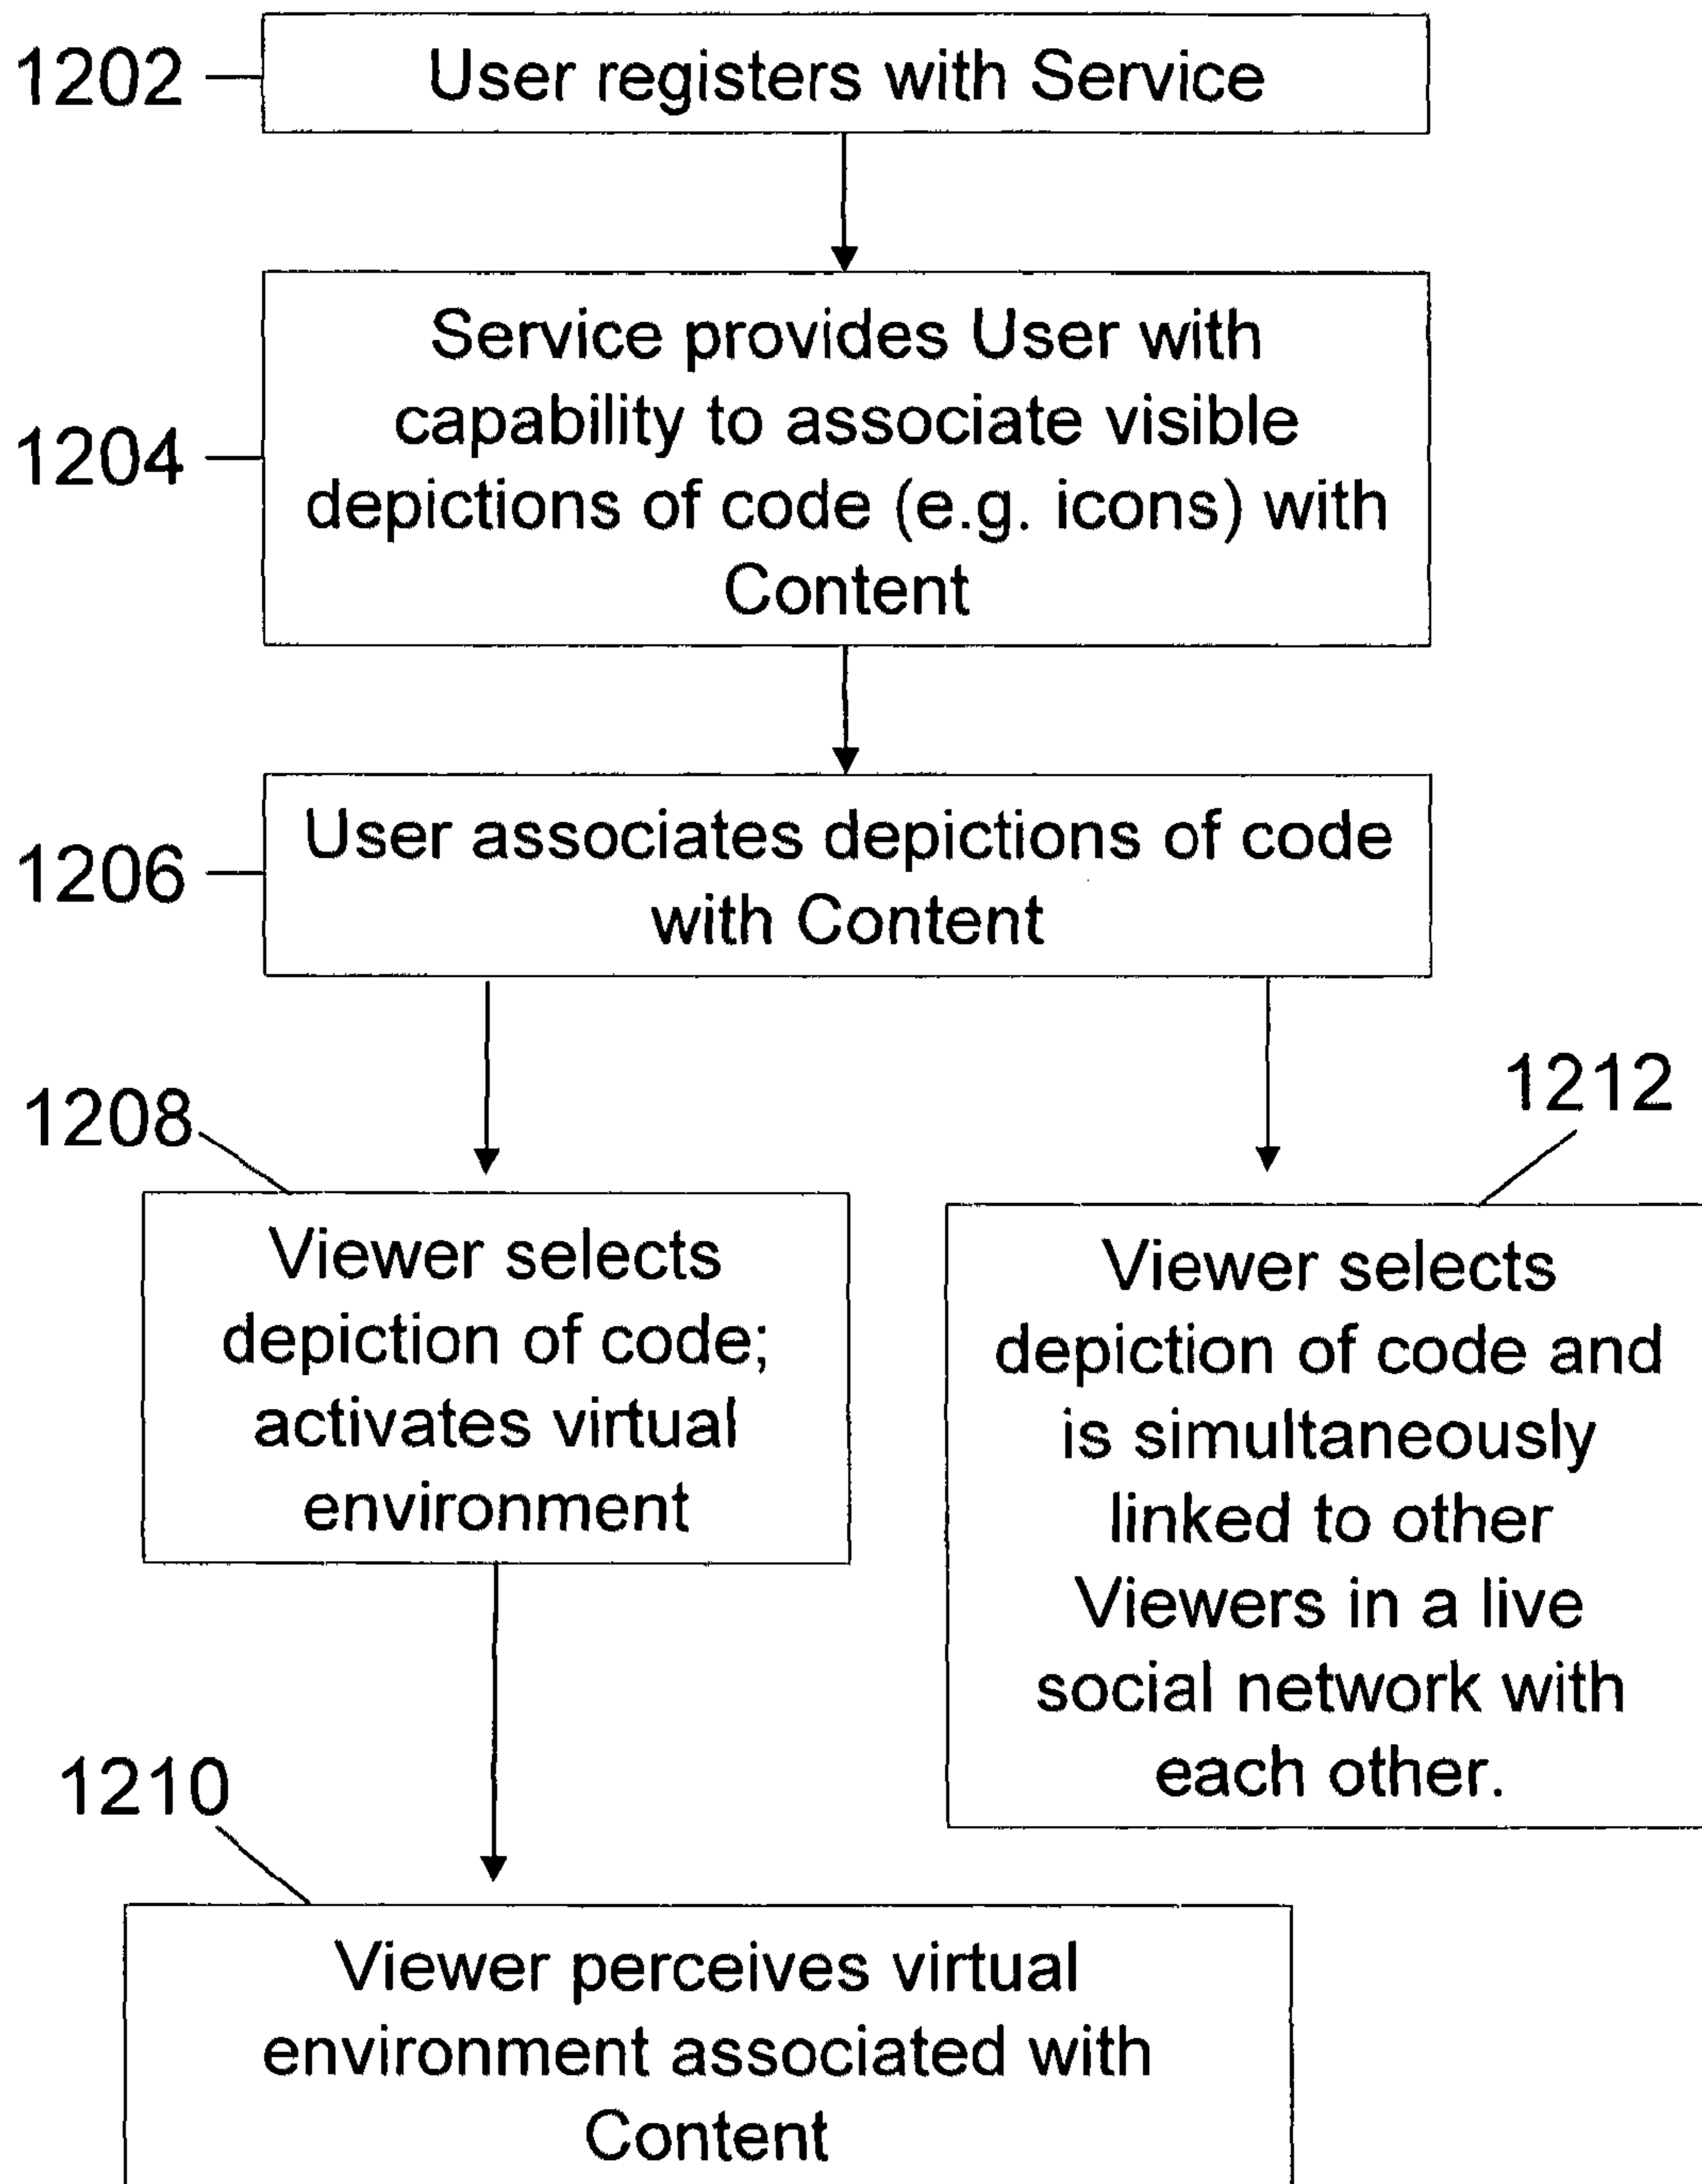 1202
User registers with Service
1204
Service provides User with
capability to associate visible
depictions of code (e.g. icons) with
Content
1206
User associates depictions of code
with Content
1208
Viewer selects
depiction of code;
activates virtual
environment
1212
Viewer selects
depiction of code and
is simultaneously
linked to other
Viewers in a live
social network with
each other.
1210
Viewer perceives virtual
environment associated with
Content